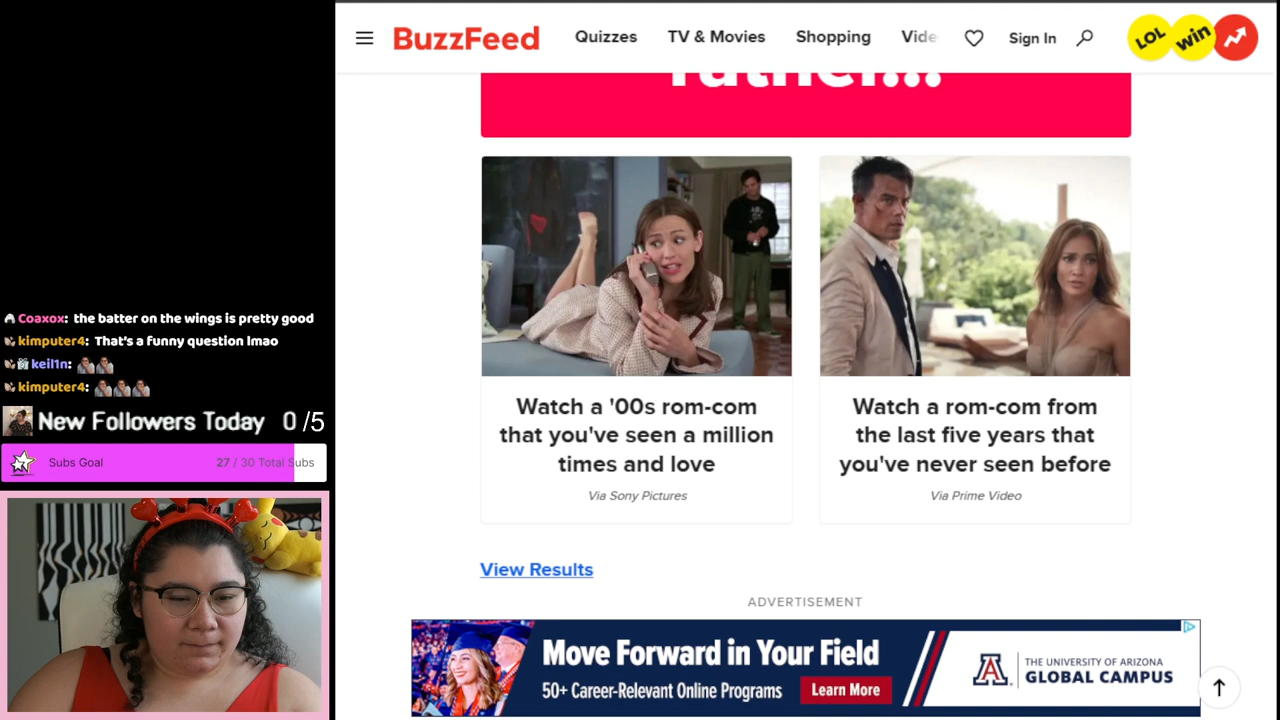 BuzzFeed Quizzes TV & Movies Shopping Vide Sign In LOL win
rather...
Watch a '00s rom-com
that you've seen a million
times and love
Via Sony Pictures
Watch a rom-com from
the last five years that
you've never seen before
Via Prime Video
View Results
ADVERTISEMENT
Move Forward in Your Field
50+ Career-Relevant Online Programs Learn More
THE UNIVERSITY OF ARIZONA
GLOBAL CAMPUS
Coaxox: the batter on the wings is pretty good
kimputer4: That's a funny question lmao
keil1n:
kimputer4:
New Followers Today 0 /5
Subs Goal 27 / 30 Total Subs